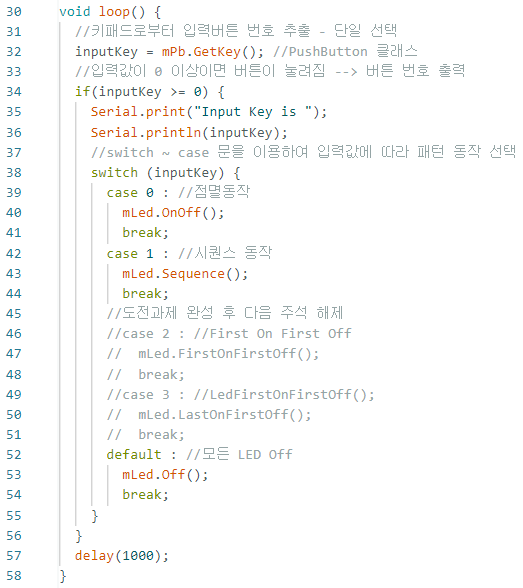 30 void loop() {
31 //키패드로부터 입력버튼 번호 추출 - 단일 선택
32 inputKey = mPb.GetKey(); //PushButton 클래스
33 //입력값이 0 이상이면 버튼이 눌려짐 --> 버튼 번호 출력
34 if(inputKey >= 0) {
35 Serial.print("Input Key is ");
36 Serial.println(inputKey);
37 //switch ~ case 문을 이용하여 입력값에 따라 패턴 동작 선택
38 switch (inputKey) {
39 case 0 : //점멸동작
40 mLed.OnOff();
41 break;
42 case 1 : //시퀀스 동작
43 mLed.Sequence();
44 break;
45 //도전과제 완성 후 다음 주석 해제
46 //case 2 : //First On First Off
47 //  mLed.FirstOnFirstOff();
48 //  break;
49 //case 3 : //LedFirstOnFirstOff();
50 //  mLed.LastOnFirstOff();
51 //  break;
52 default : //모든 LED Off
53 mLed.Off();
54 break;
55 }
56 }
57 delay(1000);
58 }